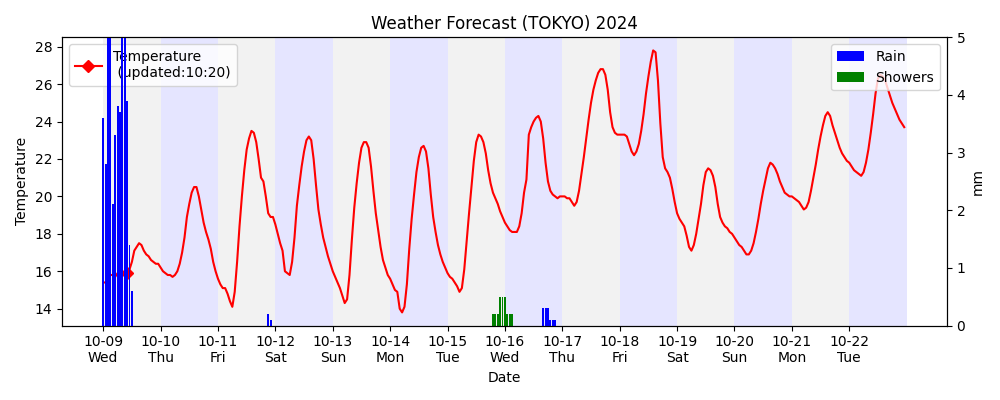 Weather Forecast (TOKYO) 2024
Temperature
(updated:10:20)
Rain
Showers
Temperature
28
26
24
22
20
18
16
14
5
4
3
2
1
0
mm
10-09 10-10 10-11 10-12 10-13 10-14 10-15 10-16 10-17 10-18 10-19 10-20 10-21 10-22
Wed Thu Fri Sat Sun Mon Tue Wed Thu Fri Sat Sun Mon Tue
Date